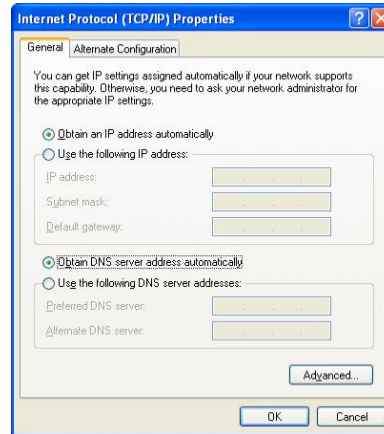 Internet Protocol (TCP/IP) Properties
General
Alternate Configuration
You can get IP settings assigned automatically if your network supports
this capability. Otherwise, you need to ask your network administrator for
the appropriate IP settings.
Obtain an IP address automatically
Use the following IP address:
IP address:
Subnet mask:
Default gateway:
Obtain DNS server address automatically
Use the following DNS server addresses:
Preferred DNS server:
Alternate DNS server:
Advanced...
OK
Cancel